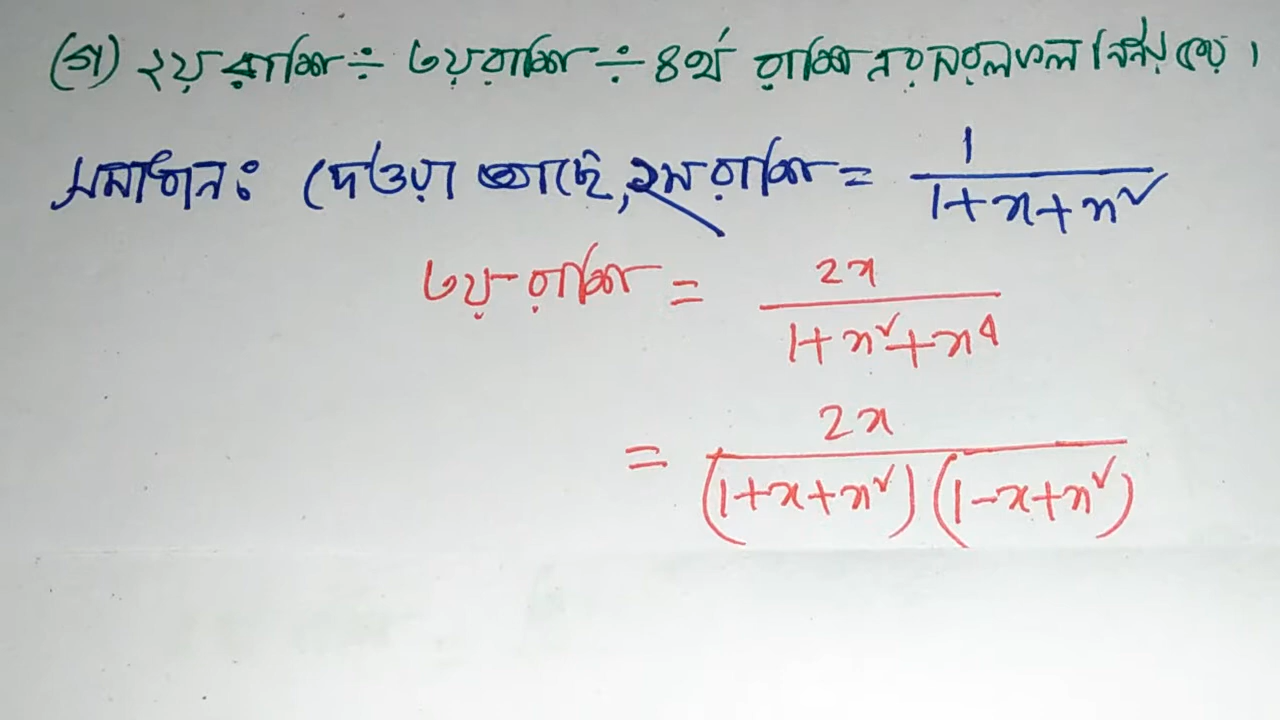 (গ) ২য় রাশি ÷ ৩য় রাশি ÷ ৪র্থ রাশি এর সরলফল নির্ণয় কর।
সমাধানঃ দেওয়া আছে, ২য় রাশি = 1/(1+x+x²)
৩য় রাশি = 2x/(1+x²+x⁴)
= 2x/((1+x+x²)(1-x+x²))